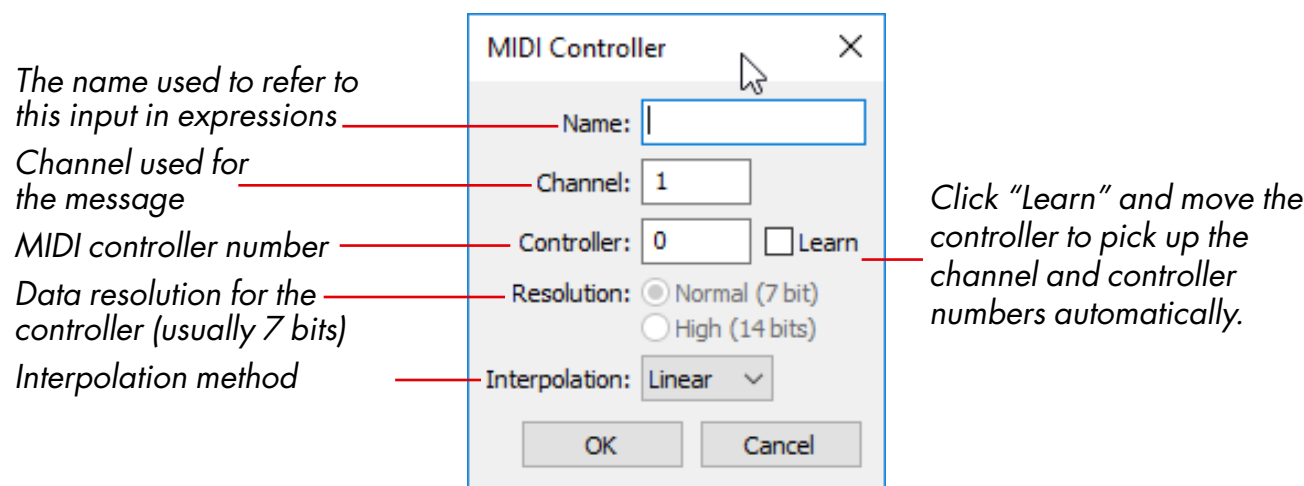 The name used to refer to
this input in expressions
Channel used for
the message
MIDI controller number
Data resolution for the
controller (usually 7 bits)
Interpolation method
MIDI Controller
Name:
Channel: 1
Controller: 0 Learn
Resolution: Normal (7 bit)
High (14 bits)
Interpolation: Linear
OK Cancel
Click “Learn” and move the
controller to pick up the
channel and controller
numbers automatically.